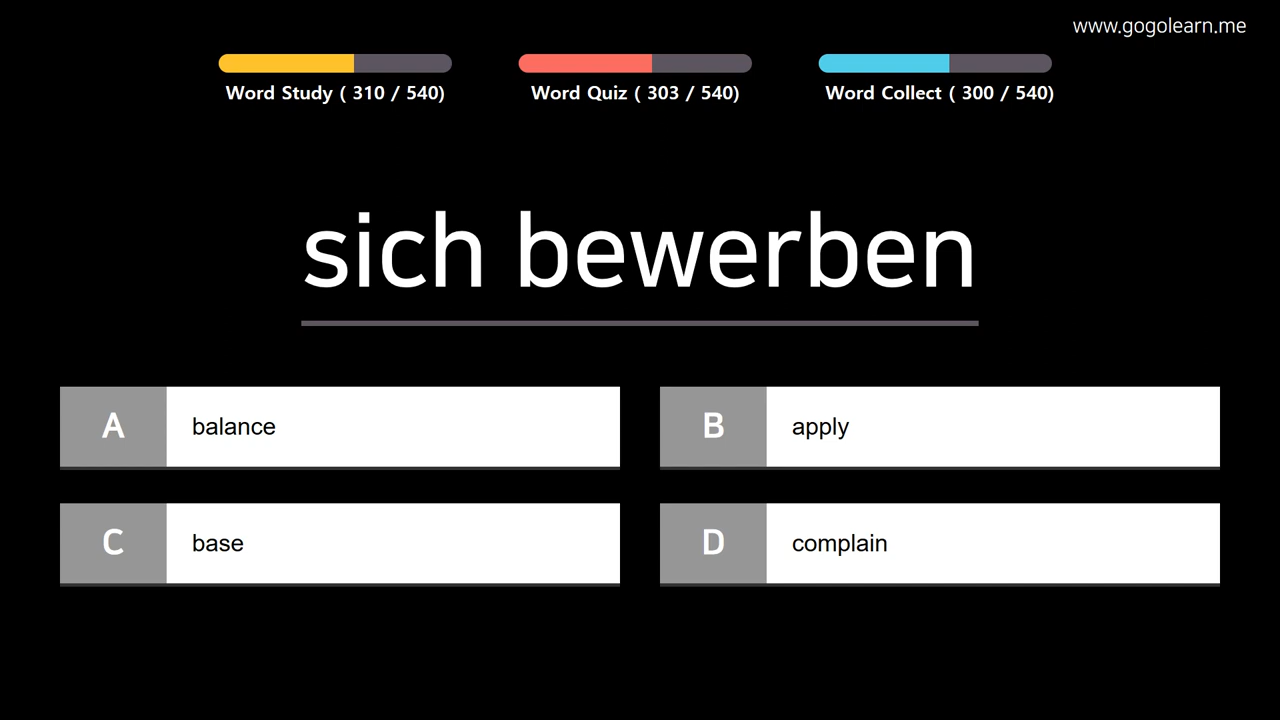 www.gogolearn.me
Word Study ( 310 / 540)
Word Quiz ( 303 / 540)
Word Collect ( 300 / 540)
sich bewerben
A balance
B apply
C base
D complain